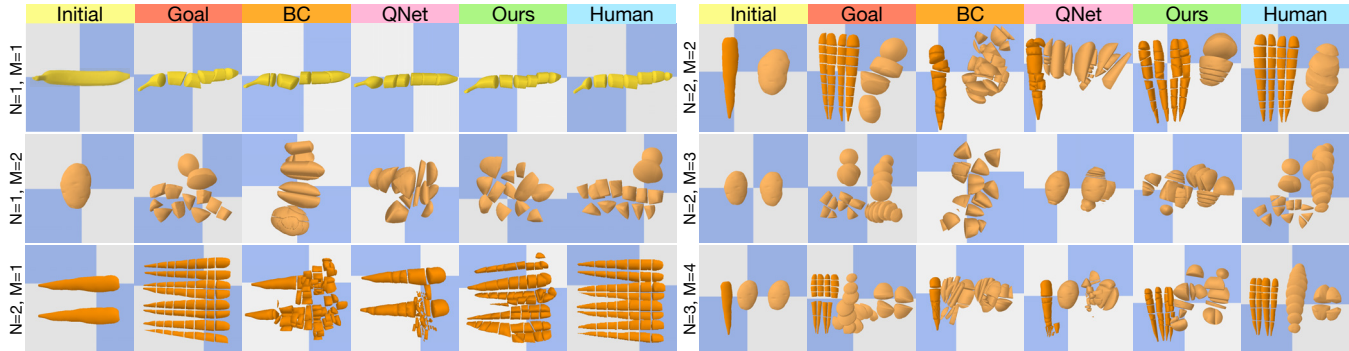 Initial Goal BC QNet Ours Human
N=1, M=1
N=1, M=2
N=2, M=1
Initial Goal BC QNet Ours Human
N=2, M=2
N=2, M=3
N=3, M=4